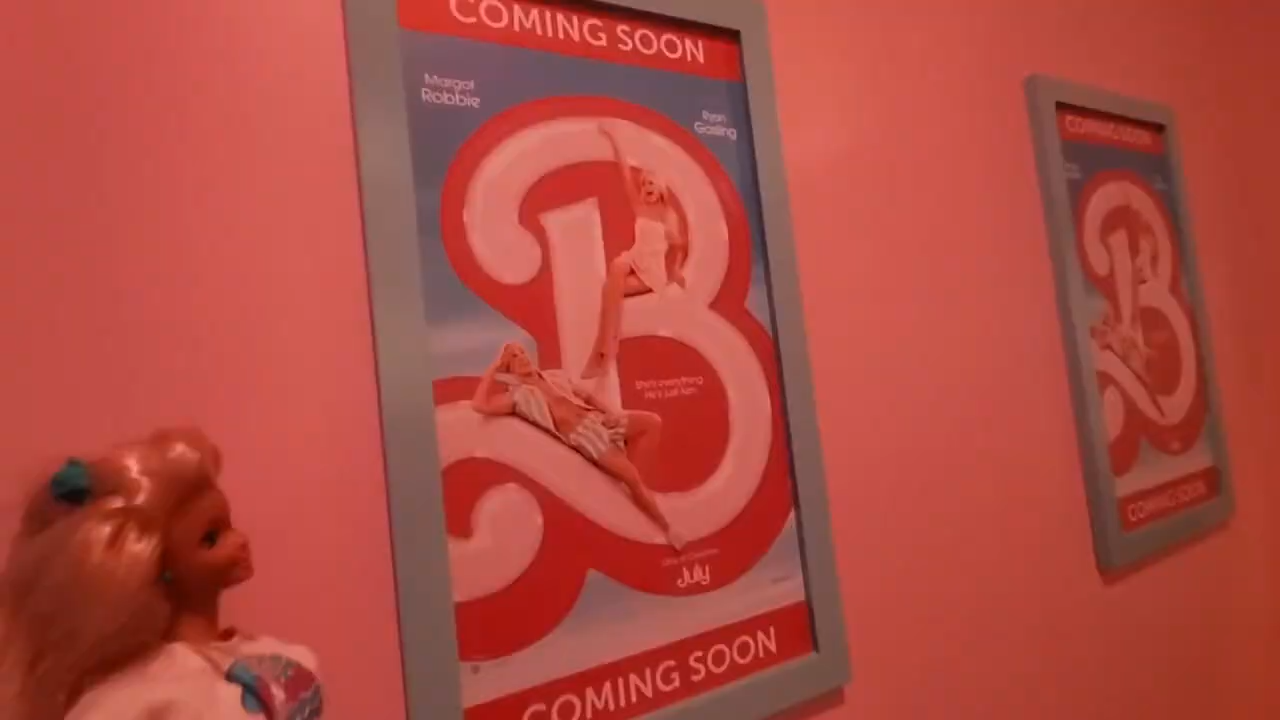 COMING SOON
Margot
Robbie
Ryan
Gosling
B
She's everything
He's just Ken
July
COMING SOON
COMING SOON
B
COMING SOON